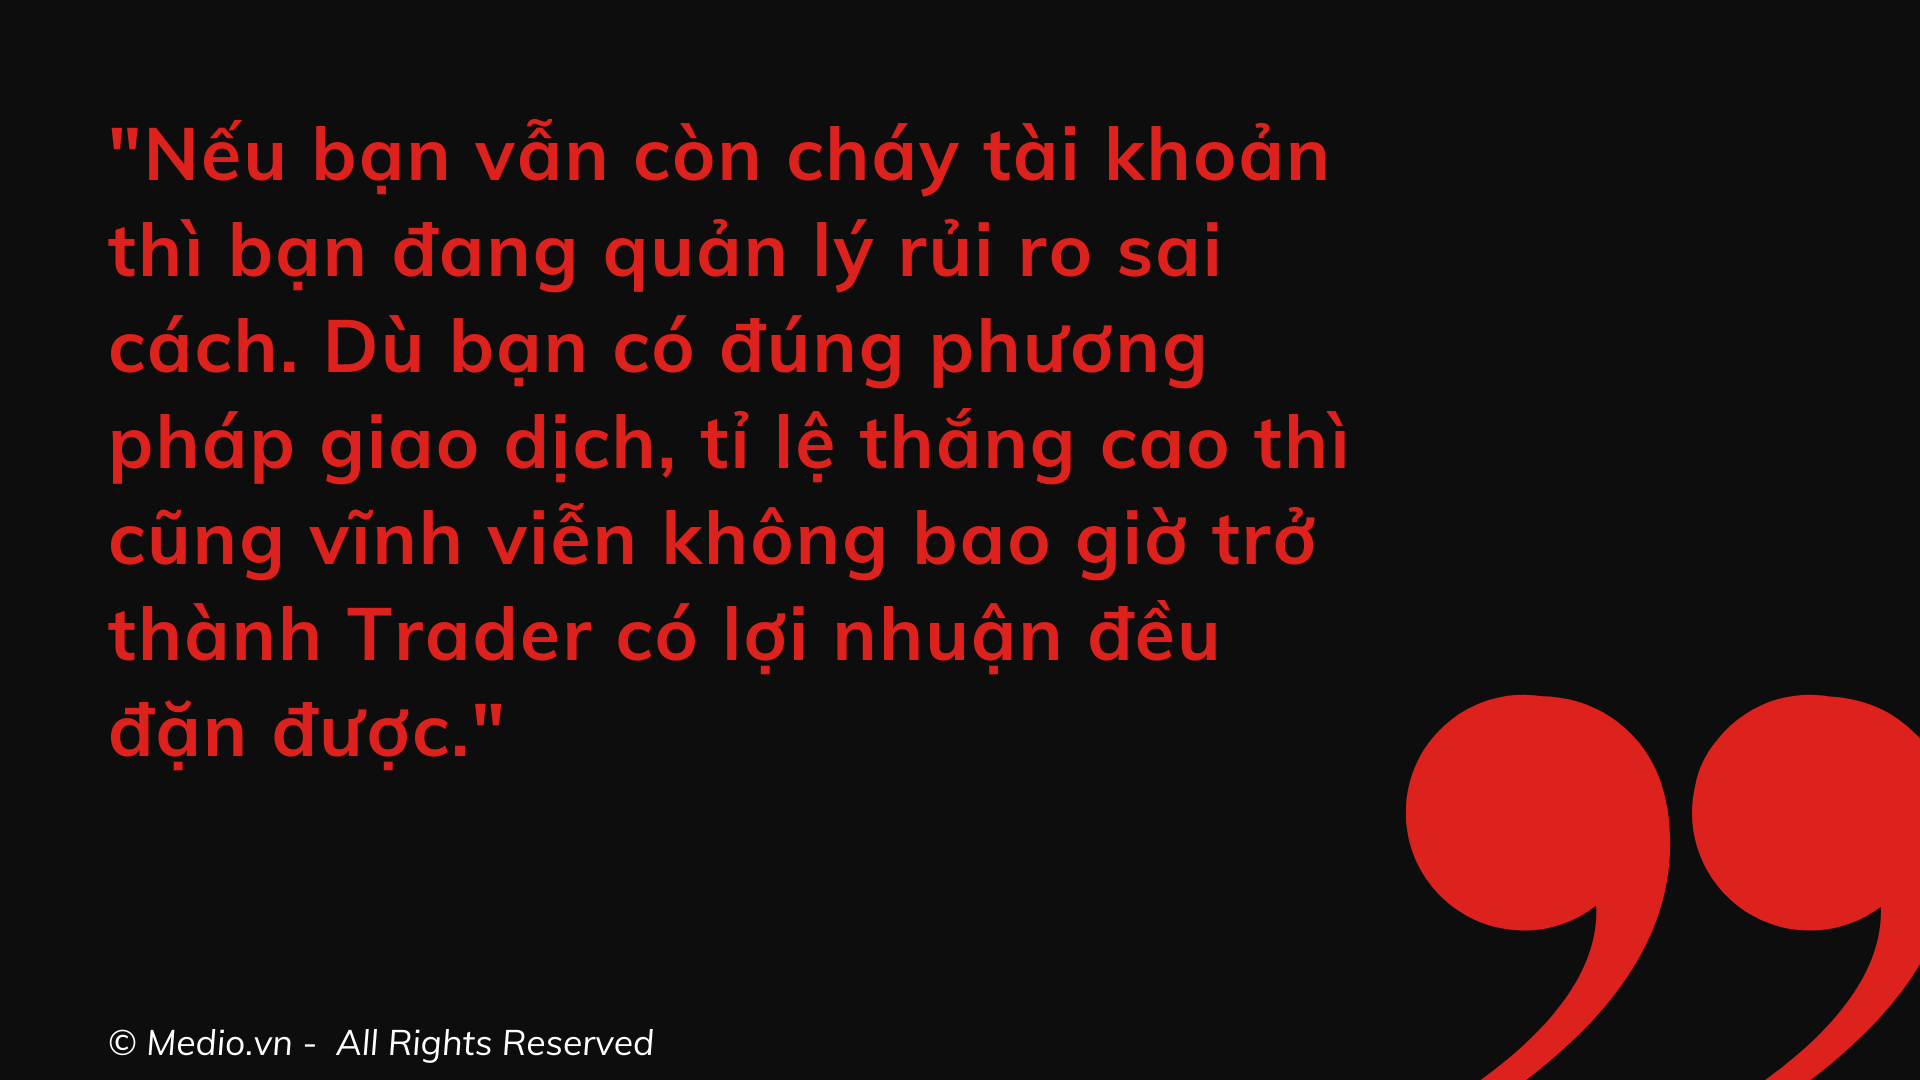 "Nếu bạn vẫn còn cháy tài khoản
thì bạn đang quản lý rủi ro sai
cách. Dù bạn có đúng phương
pháp giao dịch, tỉ lệ thắng cao thì
cũng vĩnh viễn không bao giờ trở
thành Trader có lợi nhuận đều
đặn được."
© Medio.vn - All Rights Reserved